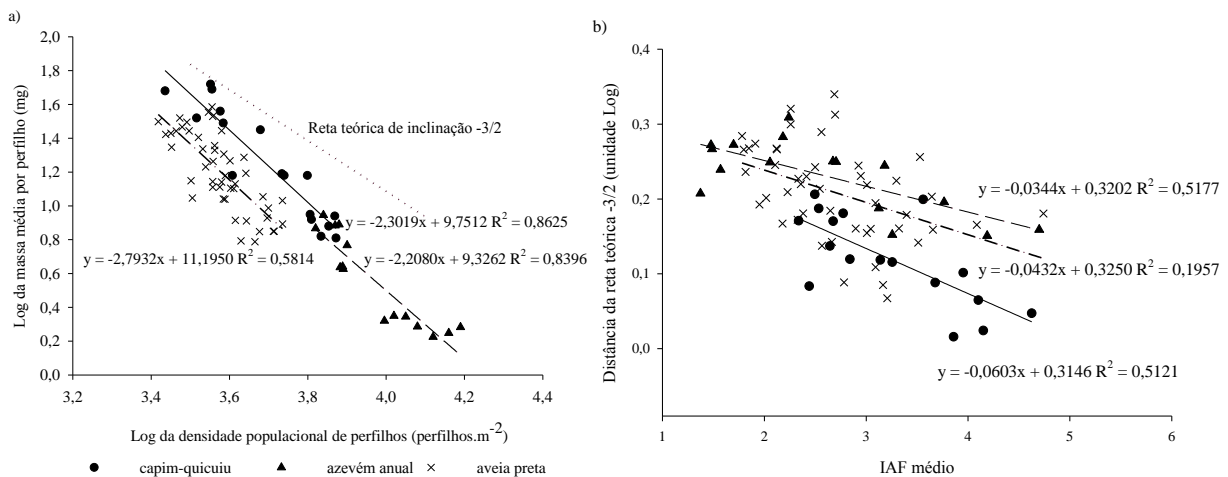 a)
Log da massa média por perfilho (mg)
2,0
1,8
1,6
1,4
1,2
1,0
0,8
0,6
0,4
0,2
0,0
3,2
3,4
3,6
3,8
4,0
4,2
4,4
Reta teórica de inclinação -3/2
y = -2,3019x + 9,7512 R² = 0,8625
y = -2,7932x + 11,1950 R² = 0,5814
y = -2,2080x + 9,3262 R² = 0,8396
Log da densidade populacional de perfilhos (perfilhos.m⁻²)
capim-quicuiu
azevém anual
aveia preta
b)
Distância da reta teórica -3/2 (unidade Log)
0,4
0,3
0,2
0,1
0,0
1
2
3
4
5
6
y = -0,0344x + 0,3202 R² = 0,5177
y = -0,0432x + 0,3250 R² = 0,1957
y = -0,0603x + 0,3146 R² = 0,5121
IAF médio